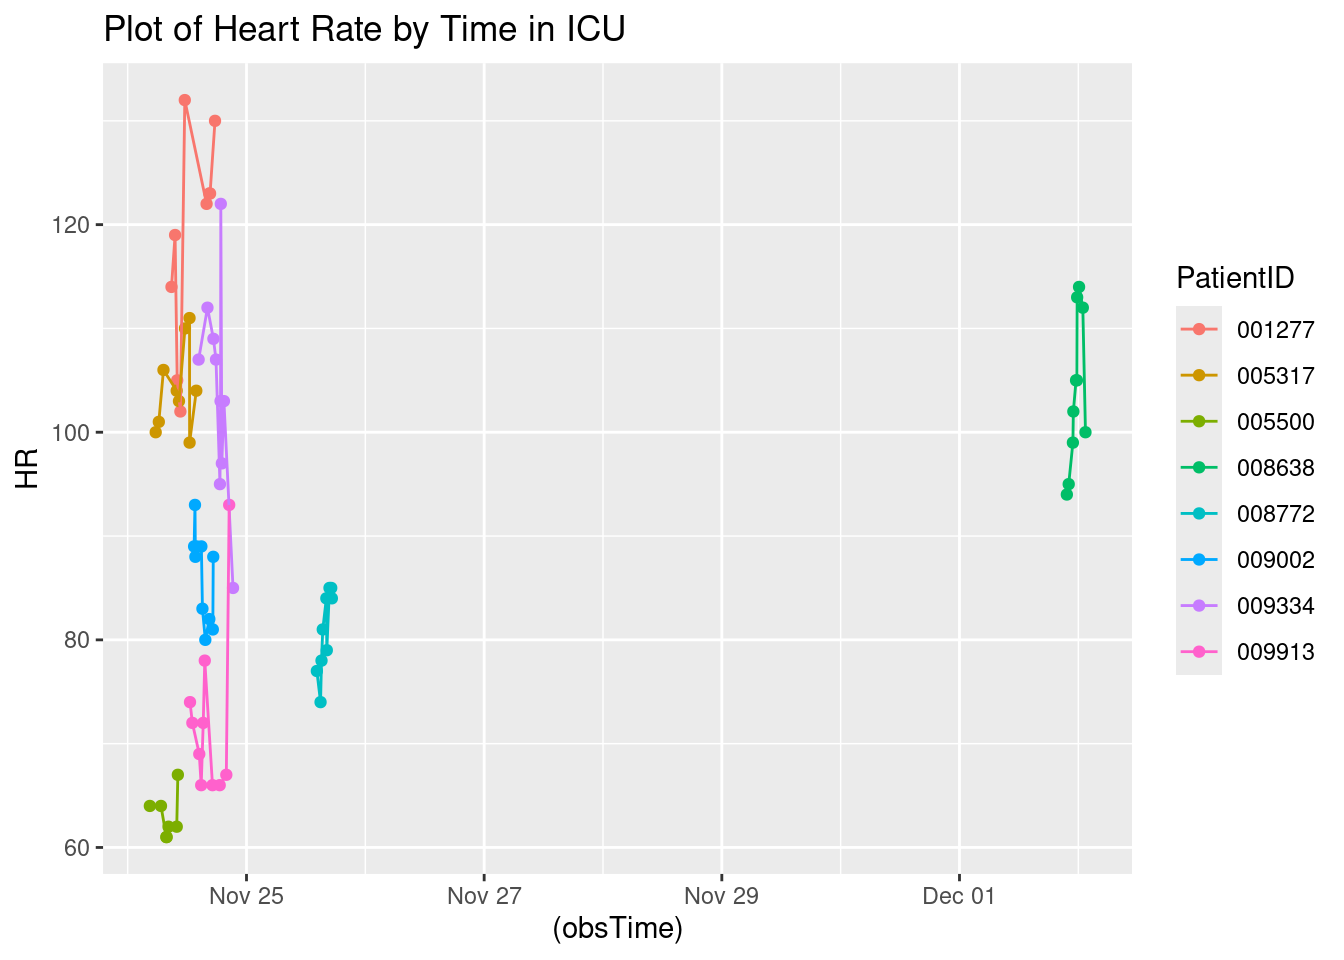 Plot of Heart Rate by Time in ICU
HR
120
100
80
60
Nov 25
Nov 27
Nov 29
Dec 01
(obsTime)
PatientID
001277
005317
005500
008638
008772
009002
009334
009913